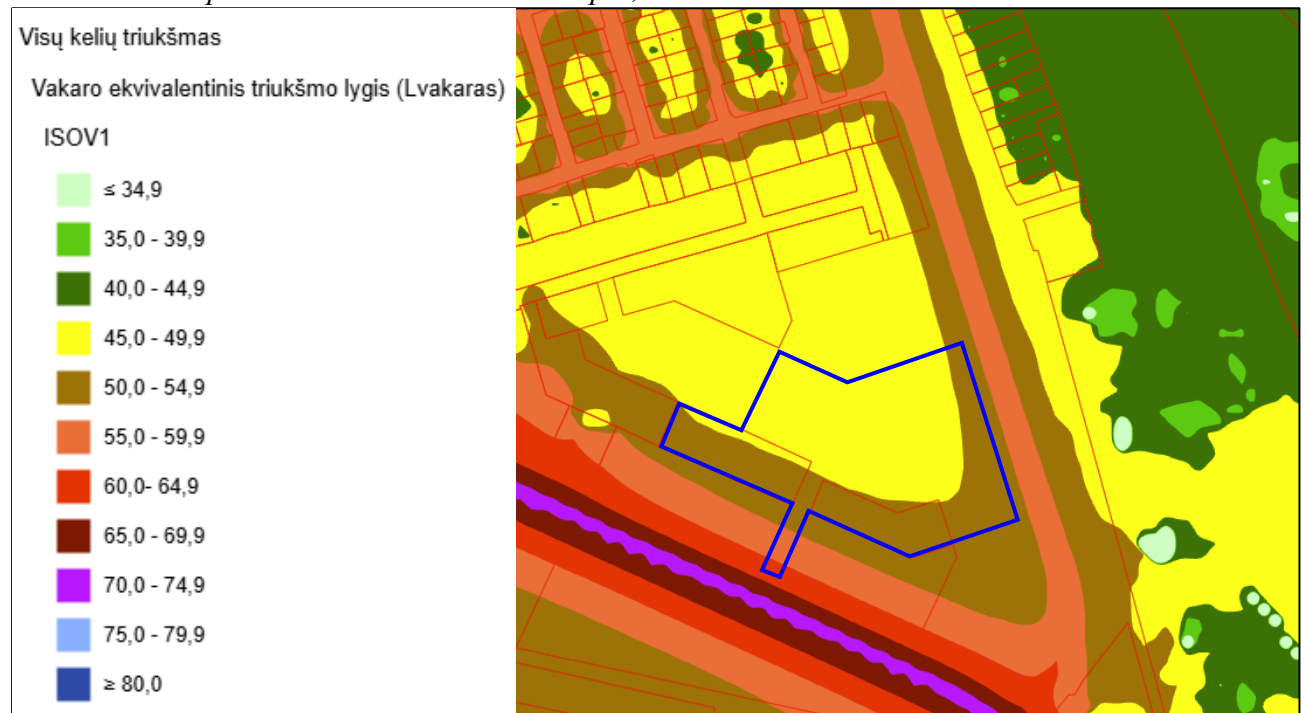 Visų kelių triukšmas
Vakaro ekvivalentinis triukšmo lygis (Lvakaras)
ISOV1
≤ 34,9
35,0 - 39,9
40,0 - 44,9
45,0 - 49,9
50,0 - 54,9
55,0 - 59,9
60,0- 64,9
65,0 - 69,9
70,0 - 74,9
75,0 - 79,9
≥ 80,0